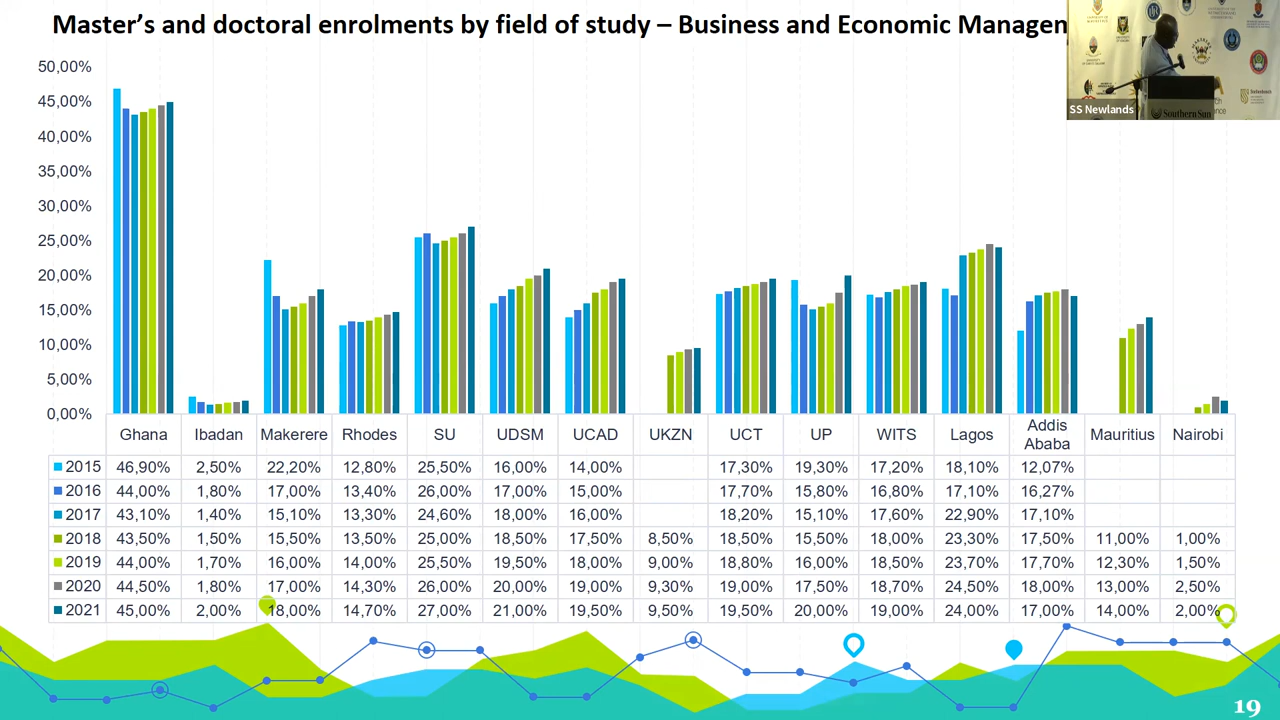 Master's and doctoral enrolments by field of study – Business and Economic Managem
SS Newlands
Southern Sun
50,00%
45,00%
40,00%
35,00%
30,00%
25,00%
20,00%
15,00%
10,00%
5,00%
0,00%
Ghana Ibadan Makerere Rhodes SU UDSM UCAD UKZN UCT UP WITS Lagos Addis Ababa Mauritius Nairobi
2015 46,90% 2,50% 22,20% 12,80% 25,50% 16,00% 14,00% 17,30% 19,30% 17,20% 18,10% 12,07%
2016 44,00% 1,80% 17,00% 13,40% 26,00% 17,00% 15,00% 17,70% 15,80% 16,80% 17,10% 16,27%
2017 43,10% 1,40% 15,10% 13,30% 24,60% 18,00% 16,00% 18,20% 15,10% 17,60% 22,90% 17,10%
2018 43,50% 1,50% 15,50% 13,50% 25,00% 18,50% 17,50% 8,50% 18,50% 15,50% 18,00% 23,30% 17,50% 11,00% 1,00%
2019 44,00% 1,70% 16,00% 14,00% 25,50% 19,50% 18,00% 9,00% 18,80% 16,00% 18,50% 23,70% 17,70% 12,30% 1,50%
2020 44,50% 1,80% 17,00% 14,30% 26,00% 20,00% 19,00% 9,30% 19,00% 17,50% 18,70% 24,50% 18,00% 13,00% 2,50%
2021 45,00% 2,00% 18,00% 14,70% 27,00% 21,00% 19,50% 9,50% 19,50% 20,00% 19,00% 24,00% 17,00% 14,00% 2,00%
19